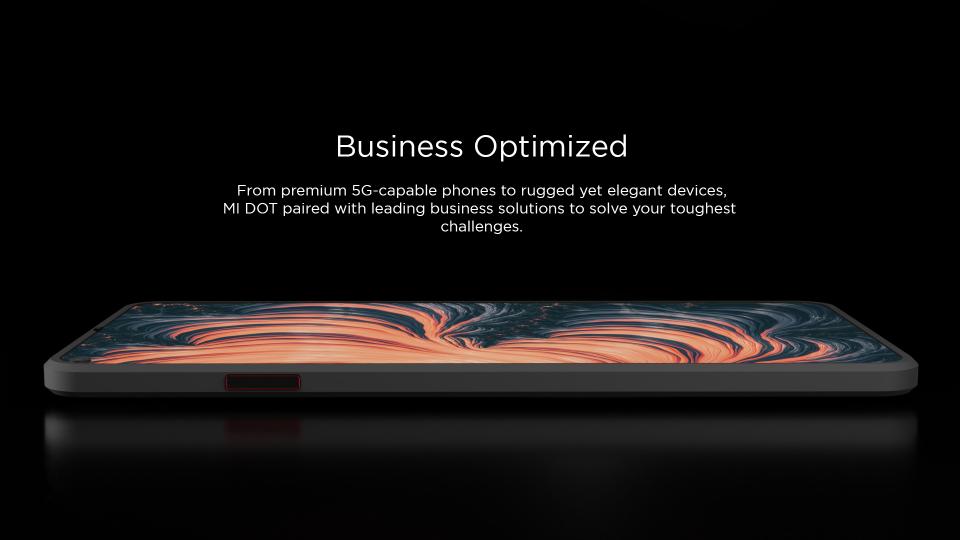 Business Optimized
From premium 5G-capable phones to rugged yet elegant devices,
MI DOT paired with leading business solutions to solve your toughest
challenges.